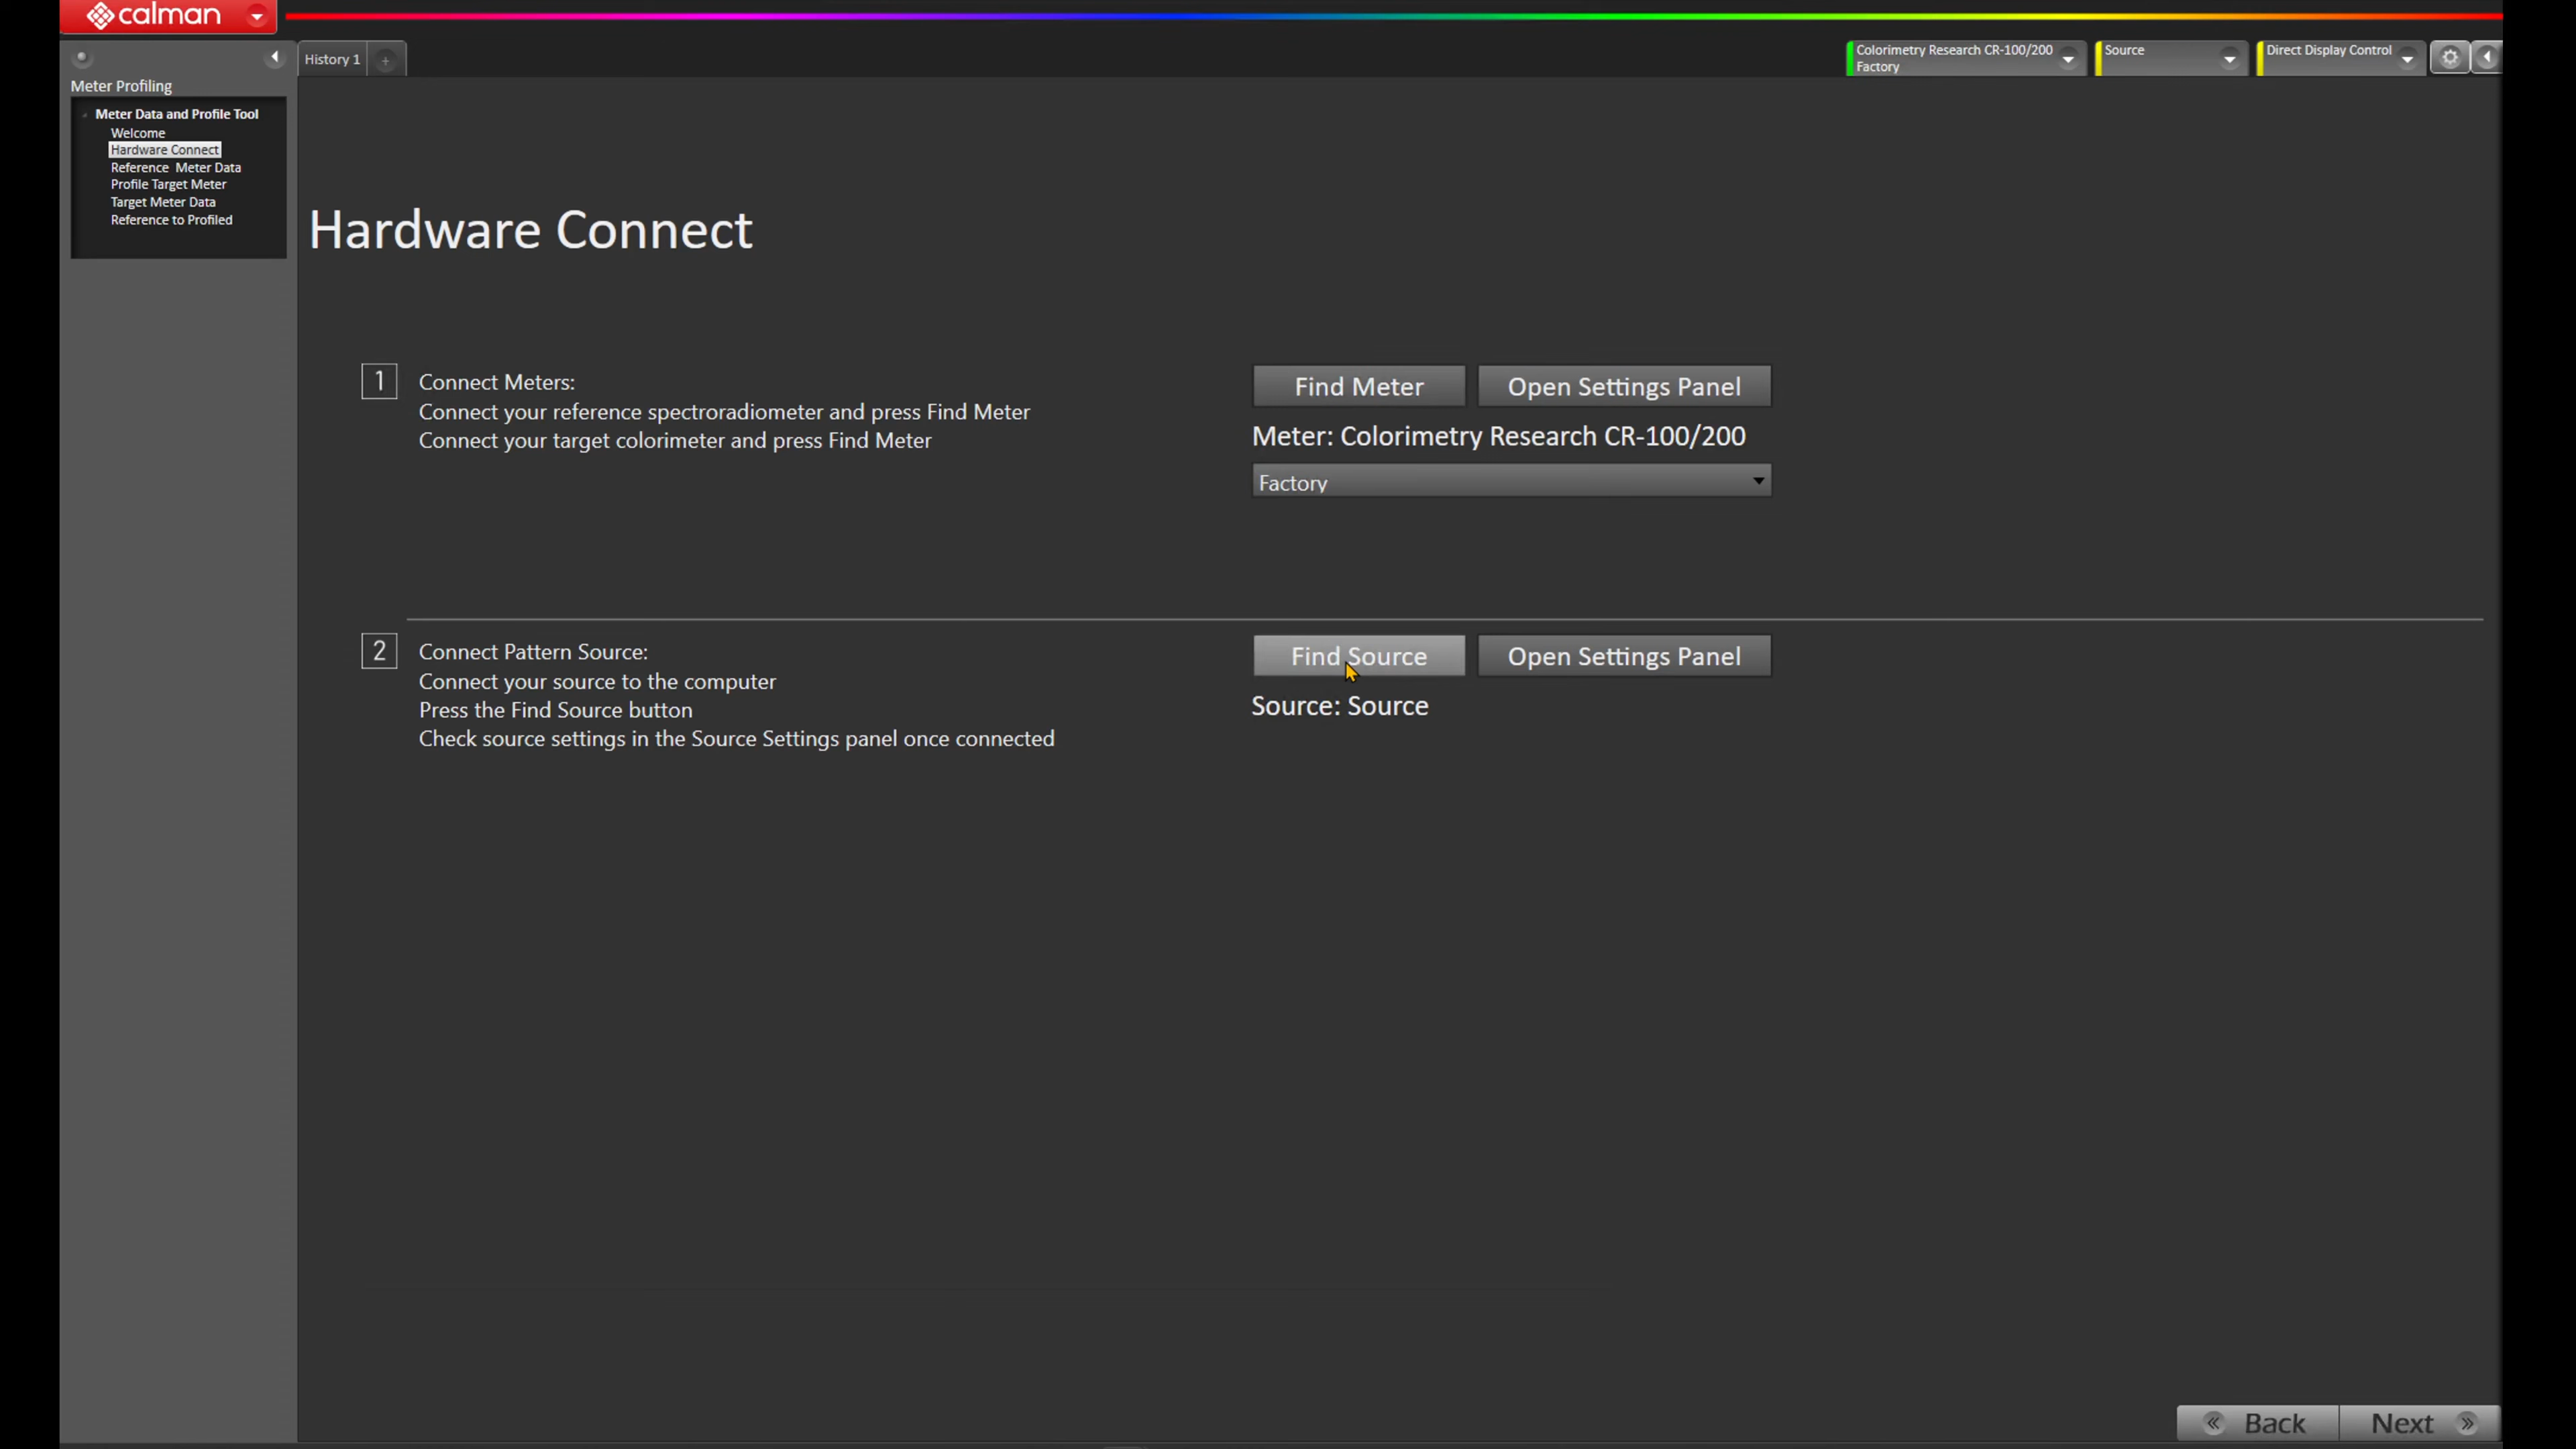 calman
History 1
+
Colorimetry Research CR-100/200
Factory
Source
Direct Display Control
Meter Profiling
Meter Data and Profile Tool
Welcome
Hardware Connect
Reference Meter Data
Profile Target Meter
Target Meter Data
Reference to Profiled
Hardware Connect
1
Connect Meters:
Connect your reference spectroradiometer and press Find Meter
Connect your target colorimeter and press Find Meter
Find Meter
Open Settings Panel
Meter: Colorimetry Research CR-100/200
Factory
2
Connect Pattern Source:
Connect your source to the computer
Press the Find Source button
Check source settings in the Source Settings panel once connected
Find Source
Open Settings Panel
Source: Source
« Back
Next »